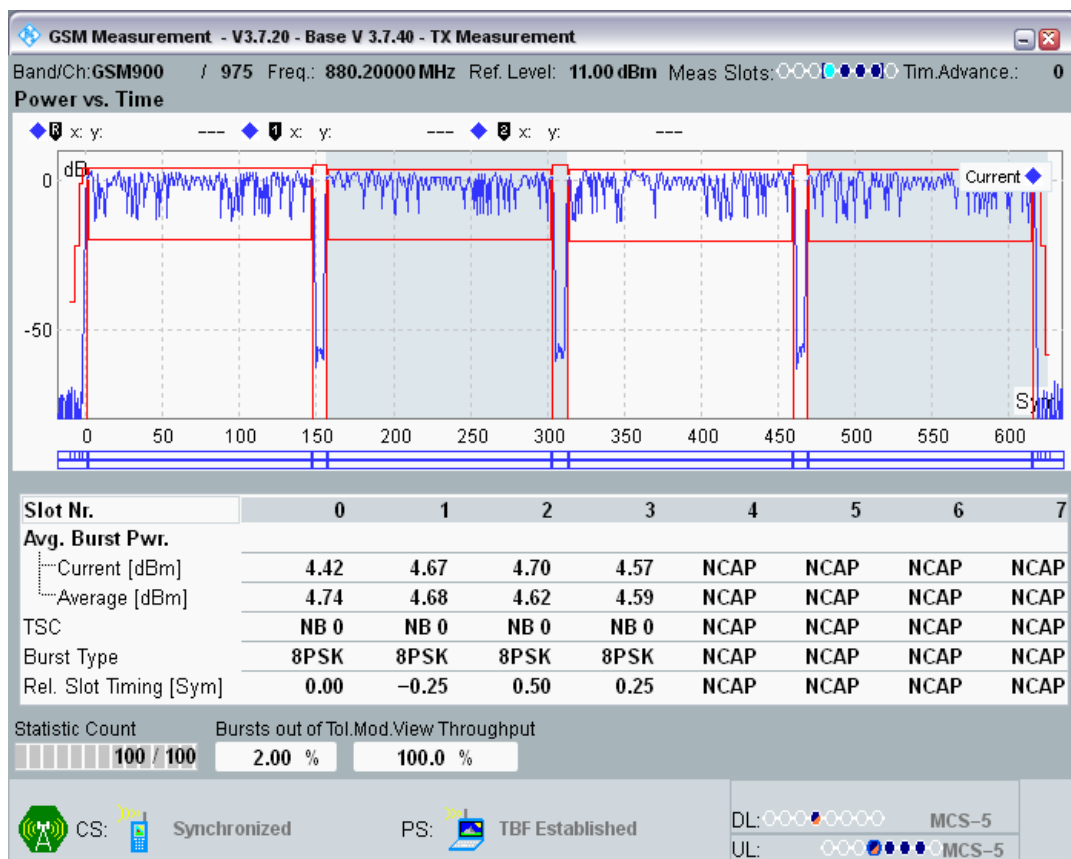 GSM Measurement - V3.7.20 - Base V 3.7.40 - TX Measurement
Band/Ch:GSM900 / 975 Freq.: 880.20000 MHz Ref. Level: 11.00 dBm Meas Slots: Tim.Advance.: 0
Power vs. Time
R x: y: --- 1 x: y: --- 2 x: y: ---
dB
0
Current
-50
Sym
0 50 100 150 200 250 300 350 400 450 500 550 600
Slot Nr. 0 1 2 3 4 5 6 7
Avg. Burst Pwr.
Current [dBm] 4.42 4.67 4.70 4.57 NCAP NCAP NCAP NCAP
Average [dBm] 4.74 4.68 4.62 4.59 NCAP NCAP NCAP NCAP
TSC NB 0 NB 0 NB 0 NB 0 NCAP NCAP NCAP NCAP
Burst Type 8PSK 8PSK 8PSK 8PSK NCAP NCAP NCAP NCAP
Rel. Slot Timing [Sym] 0.00 −0.25 0.50 0.25 NCAP NCAP NCAP NCAP
Statistic Count Bursts out of Tol.Mod.View Throughput
100 / 100 2.00 % 100.0 %
CS: Synchronized PS: TBF Established DL: MCS−5
UL: MCS−5